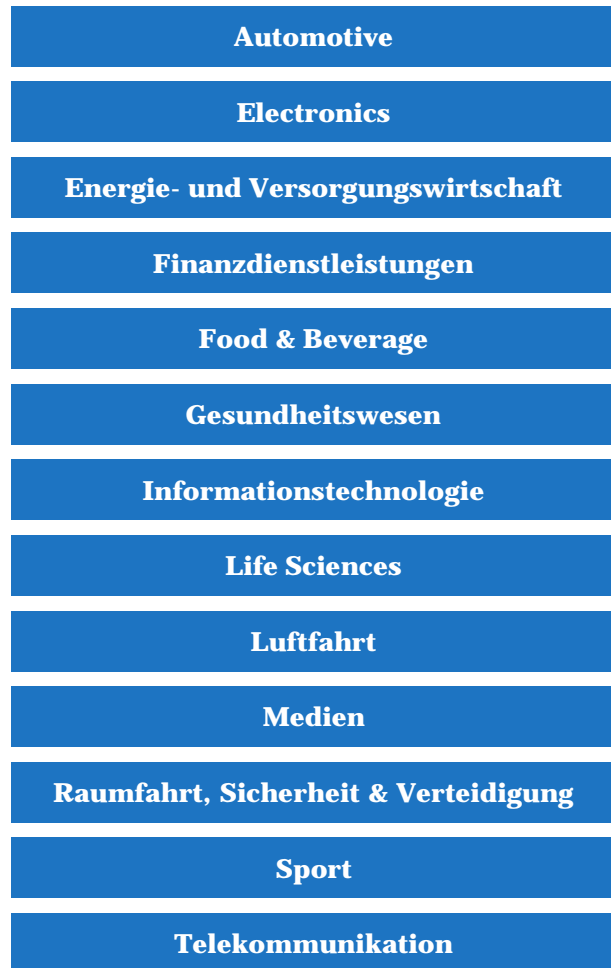 Automotive
Electronics
Energie- und Versorgungswirtschaft
Finanzdienstleistungen
Food & Beverage
Gesundheitswesen
Informationstechnologie
Life Sciences
Luftfahrt
Medien
Raumfahrt, Sicherheit & Verteidigung
Sport
Telekommunikation